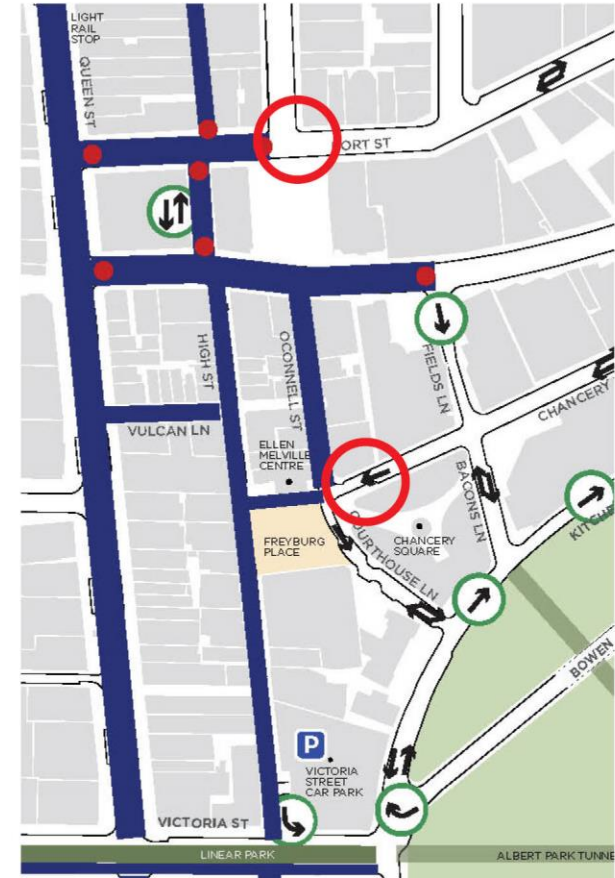 LIGHT
RAIL
STOP
QUEEN ST
ORT ST
HIGH ST
OCONNELL ST
FIELDS LN
CHANCERY
VULCAN LN
ELLEN
MELVILLE
CENTRE
BACONS LN
KITCHE
FREYBURG
PLACE
COURTHOUSE LN
CHANCERY
SQUARE
BOWEN
P
VICTORIA
STREET
CAR PARK
VICTORIA ST
LINEAR PARK
ALBERT PARK TUNNE